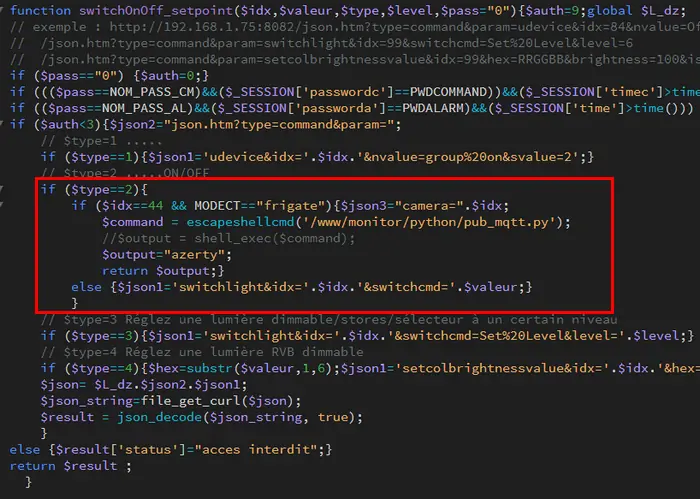 function switchOnOff_setpoint($idx,$valeur,$type,$level,$pass="0"){$auth=9;global $L_dz;
// exemple : http://192.168.1.75:8082/json.htm?type=command&param=udevice&idx=84&nvalue=Of
// /json.htm?type=command&param=switchlight&idx=99&switchcmd=Set%20Level&level=6
// /json.htm?type=command&param=setcolbrightnessvalue&idx=99&hex=RRGGBB&brightness=100&is
if ($pass=="0") {$auth=0;}
if ((($pass==NOM_PASS_CM)&&($_SESSION['passwordc']==PWDCOMMAND))&&($_SESSION['timec']>time
if (($pass==NOM_PASS_AL)&&($_SESSION['passworda']==PWDALARM)&&($_SESSION['time']>time()))
if ($auth<3){$json2="json.htm?type=command&param=";
// $type=1 .....
if ($type==1){$json1='udevice&idx='.$idx.'&nvalue=group%20on&svalue=2';}
// $type=2 .....ON/OFF
if ($type==2){
if ($idx==44 && MODECT=="frigate"){$json3="camera=".$idx;
$command = escapeshellcmd('/www/monitor/python/pub_mqtt.py');
//$output = shell_exec($command);
$output="azerty";
return $output;}
else {$json1='switchlight&idx='.$idx.'&switchcmd='.$valeur;}
}
// $type=3 Réglez une lumière dimmable/stores/sélecteur à un certain niveau
if ($type==3){$json1='switchlight&idx='.$idx.'&switchcmd=Set%20Level&level='.$level;}
// $type=4 Réglez une lumière RVB dimmable
if ($type==4){$hex=substr($valeur,1,6);$json1='setcolbrightnessvalue&idx='.$idx.'&hex=
$json= $L_dz.$json2.$json1;
$json_string=file_get_curl($json);
$result = json_decode($json_string, true);
}
else {$result['status']="acces interdit";}
return $result ;
}